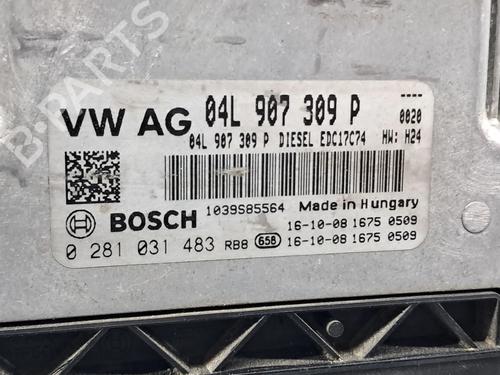 B-PARTS
VW AG 04L 907 309 P 0020
04L 907 309 P DIESEL EDC17C74 HW: H24
BOSCH 1039S85564 Made in Hungary
16-10-08 1675 0509
0 281 031 483 RB8 658 16-10-08 1675 0509